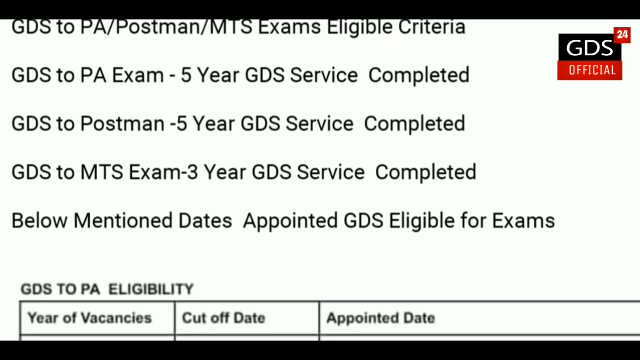 GDS to PA/Postman/MTS Exams Eligible Criteria
24
GDS
OFFICIAL
GDS to PA Exam - 5 Year GDS Service Completed
GDS to Postman -5 Year GDS Service Completed
GDS to MTS Exam-3 Year GDS Service Completed
Below Mentioned Dates Appointed GDS Eligible for Exams
GDS TO PA ELIGIBILITY
Year of Vacancies Cut off Date Appointed Date